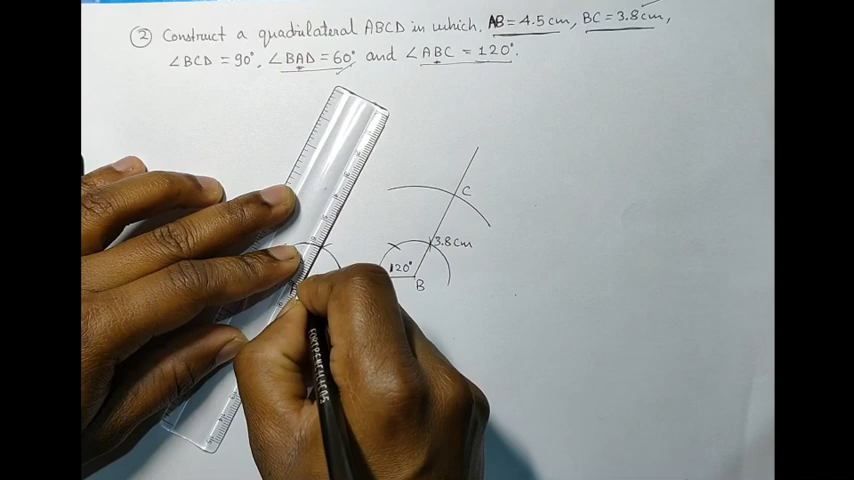 ② Construct a quadrilateral ABCD in which, AB = 4.5 cm, BC = 3.8 cm,
∠BCD = 90°, ∠BAD = 60° and ∠ABC = 120°.
C
3.8 cm
120°
B